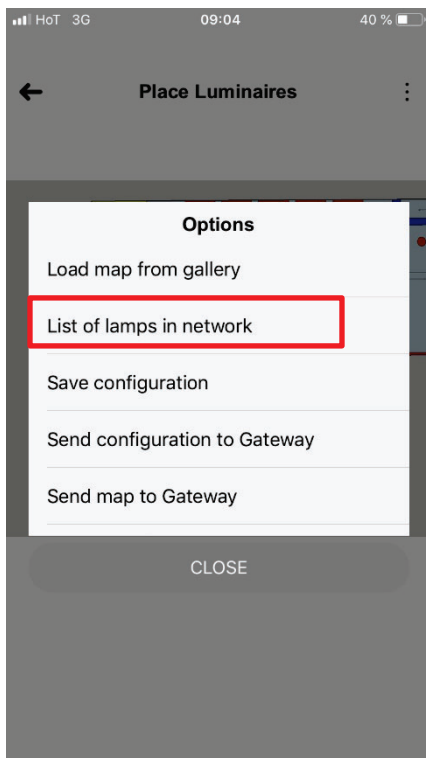 HoT 3G 09:04 40 %
Place Luminaires
Options
Load map from gallery
List of lamps in network
Save configuration
Send configuration to Gateway
Send map to Gateway
CLOSE